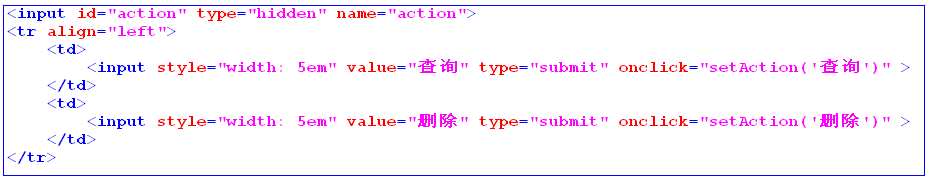 <input id="action" type="hidden" name="action">
<tr align="left">
<td>
<input style="width: 5em" value="查询" type="submit" onclick="setAction('查询')" >
</td>
<td>
<input style="width: 5em" value="删除" type="submit" onclick="setAction('删除')" >
</td>
</tr>